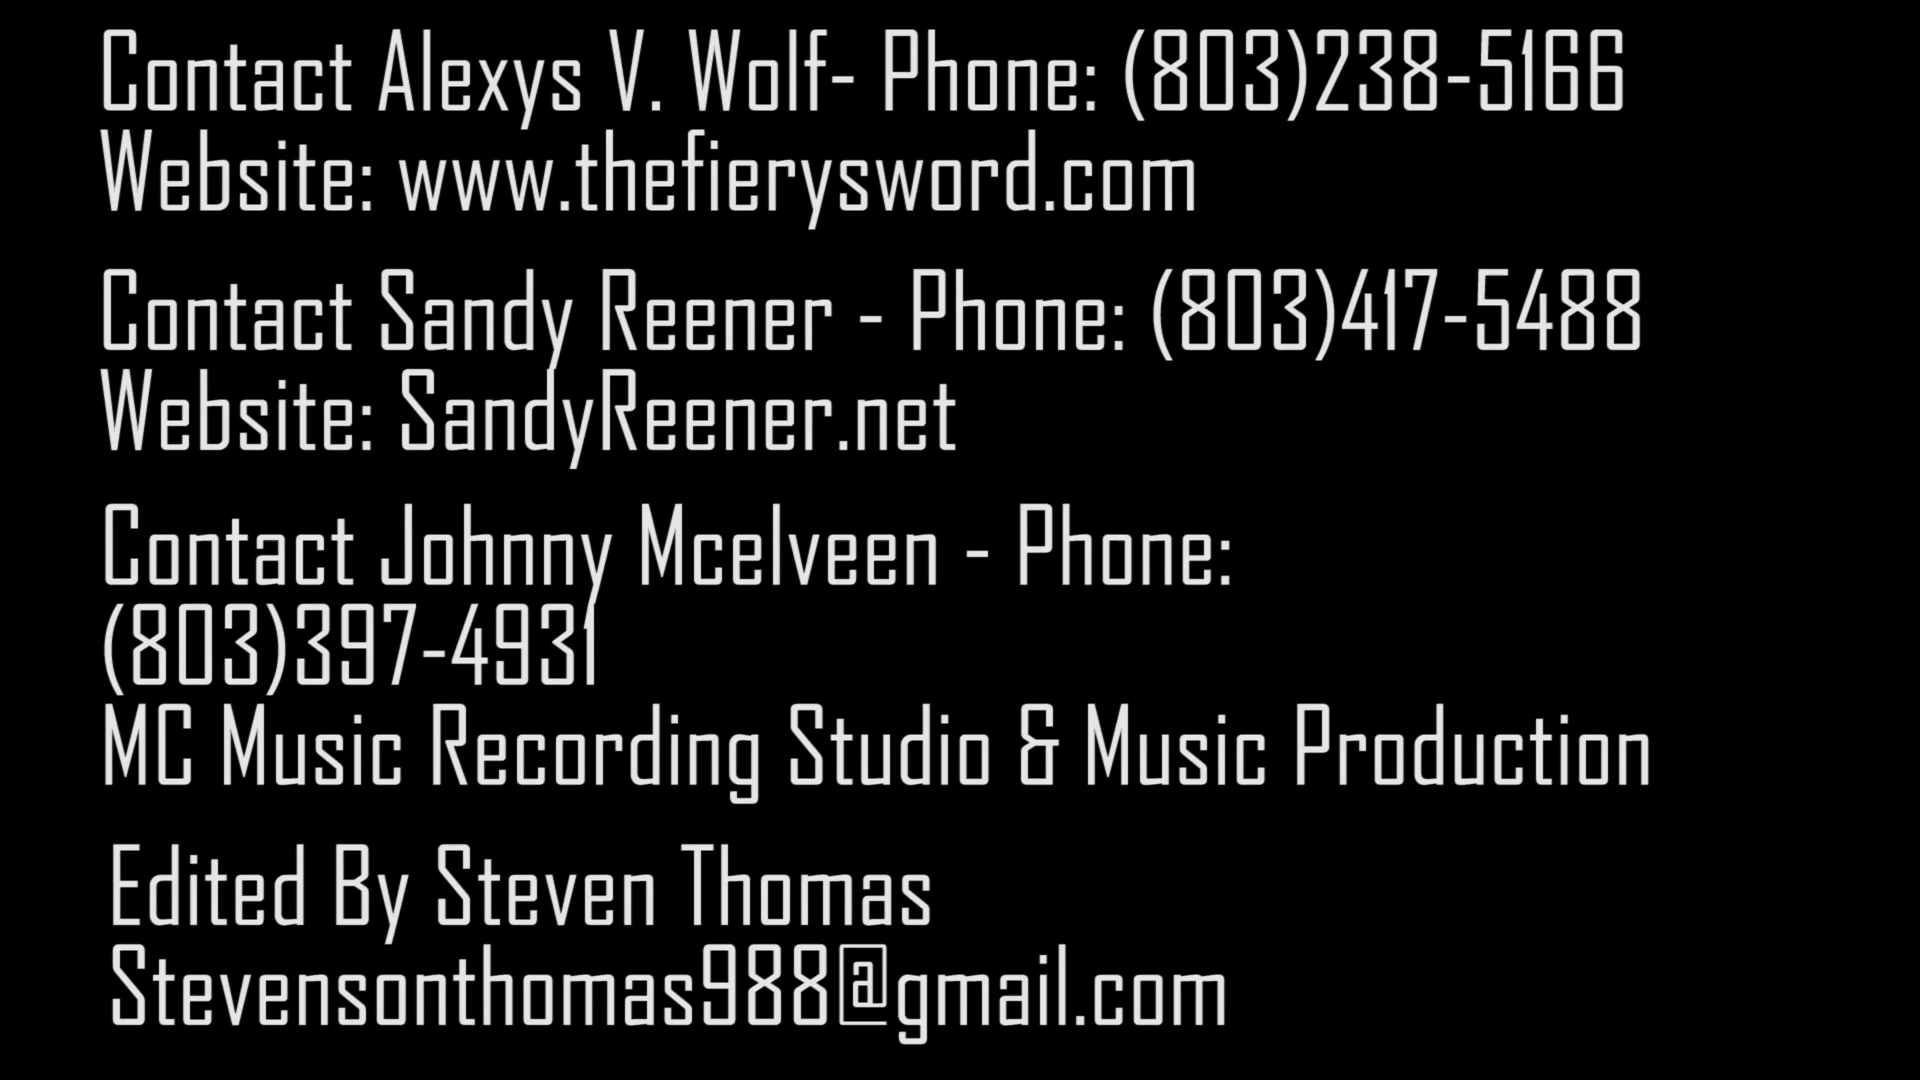 Contact Alexys V. Wolf- Phone: (803)238-5166
Website: www.thefierysword.com
Contact Sandy Reener - Phone: (803)417-5488
Website: SandyReener.net
Contact Johnny Mcelveen - Phone:
(803)397-4931
MC Music Recording Studio & Music Production
Edited By Steven Thomas
Stevensonthomas988@gmail.com